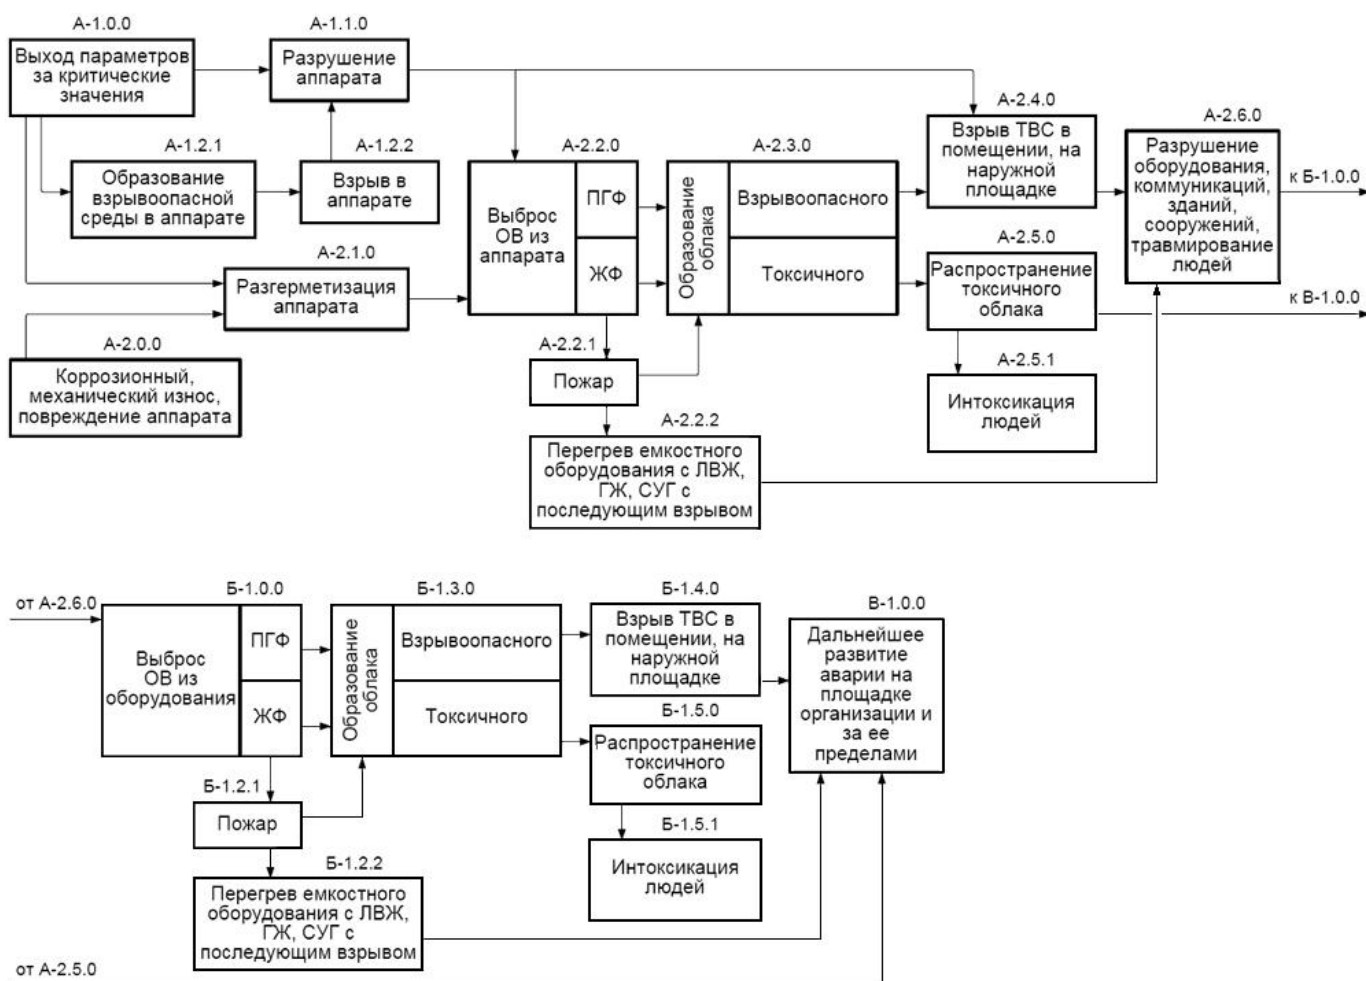 А-1.0.0
Выход параметров
за критические
значения
А-1.1.0
Разрушение
аппарата
А-1.2.1
Образование
взрывоопасной
среды в аппарате
А-1.2.2
Взрыв в
аппарате
А-2.1.0
Разгерметизация
аппарата
А-2.0.0
Коррозионный,
механический износ,
повреждение аппарата
А-2.2.0
Выброс
ОВ из
аппарата
ПГФ
ЖФ
А-2.2.1
Пожар
А-2.2.2
Перегрев емкостного
оборудования с ЛВЖ,
ГЖ, СУГ с
последующим взрывом
А-2.3.0
Образование
облака
Взрывоопасного
Токсичного
А-2.4.0
Взрыв ТВС в
помещении, на
наружной
площадке
А-2.5.0
Распространение
токсичного
облака
А-2.5.1
Интоксикация
людей
А-2.6.0
Разрушение
оборудования,
коммуникаций,
зданий,
сооружений,
травмирование
людей
к Б-1.0.0
к В-1.0.0
от А-2.6.0
Б-1.0.0
Выброс
ОВ из
оборудования
ПГФ
ЖФ
Б-1.2.1
Пожар
Б-1.2.2
Перегрев емкостного
оборудования с ЛВЖ,
ГЖ, СУГ с
последующим взрывом
Б-1.3.0
Образование
облака
Взрывоопасного
Токсичного
Б-1.4.0
Взрыв ТВС в
помещении, на
наружной
площадке
Б-1.5.0
Распространение
токсичного
облака
Б-1.5.1
Интоксикация
людей
В-1.0.0
Дальнейшее
развитие
аварии на
площадке
организации и
за ее
пределами
от А-2.5.0